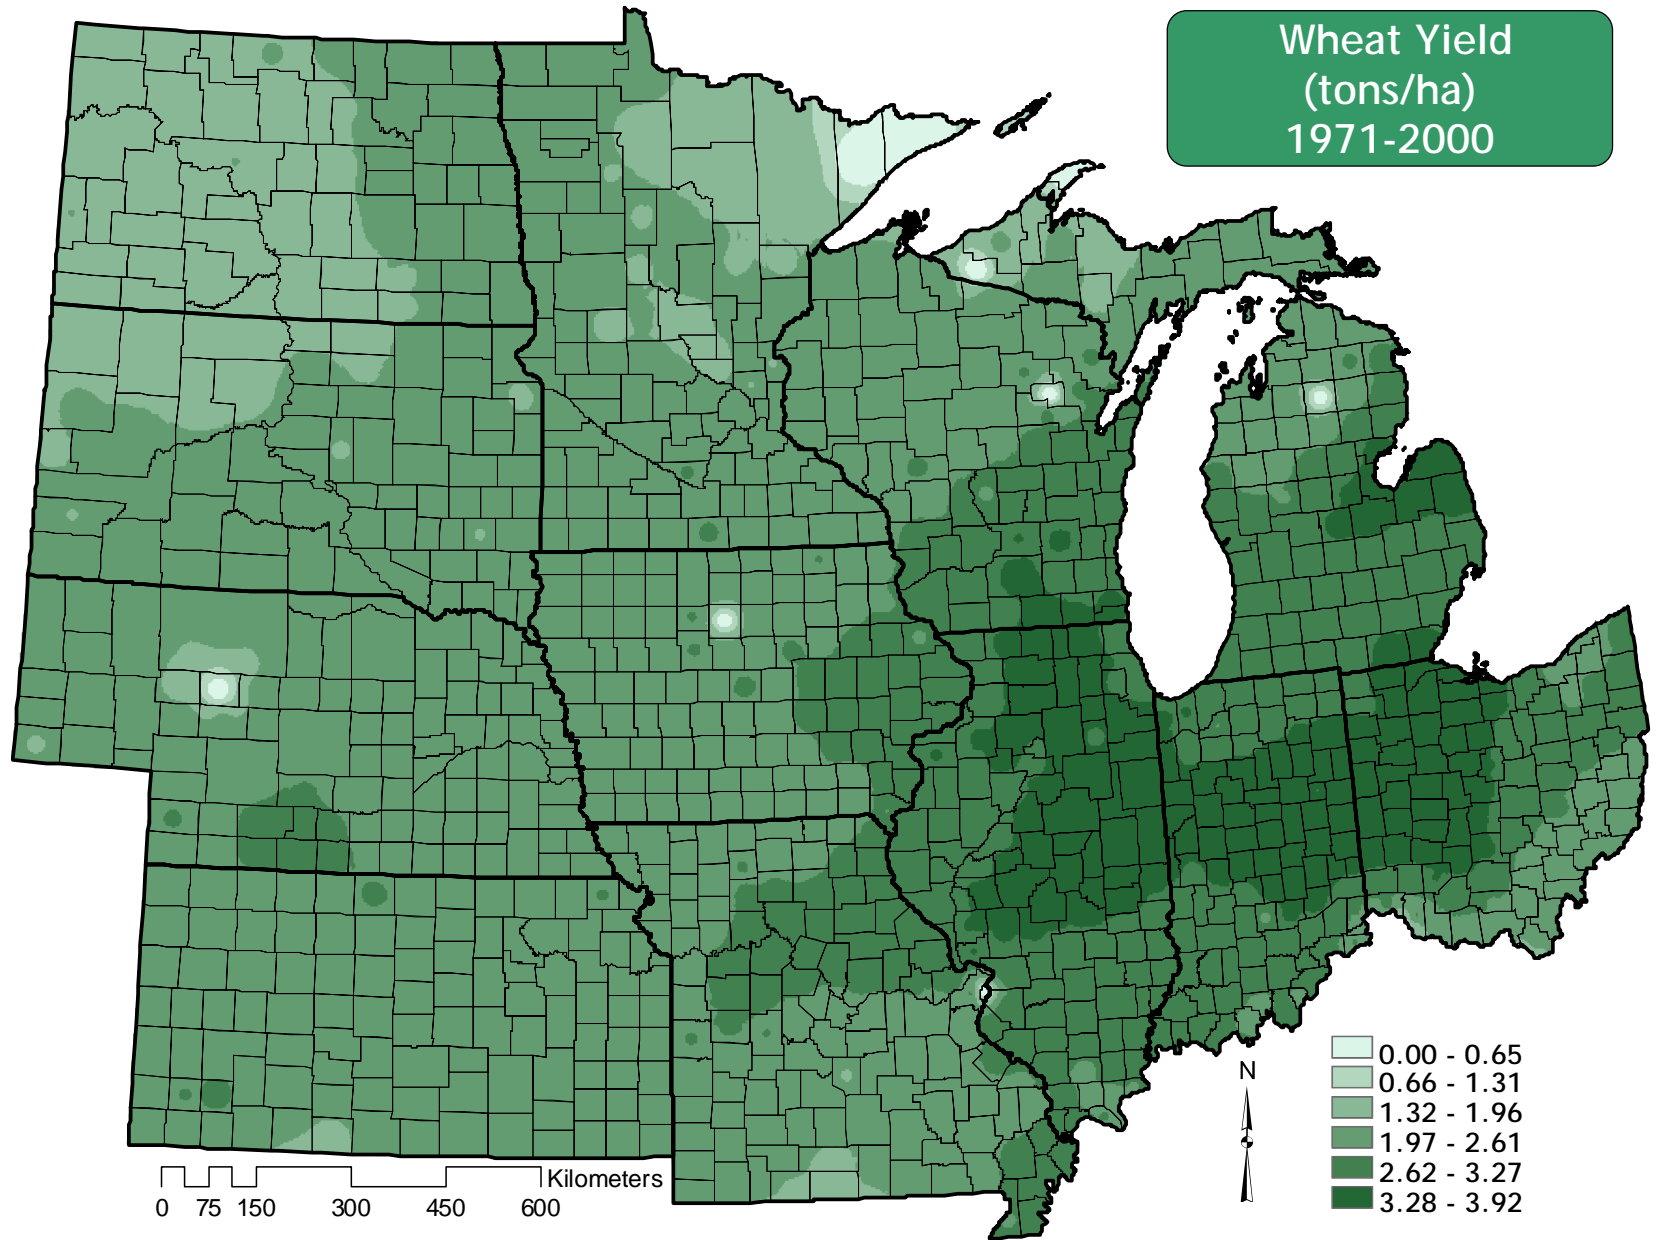 Wheat Yield
(tons/ha)
1971-2000
0.00 - 0.65
0.66 - 1.31
1.32 - 1.96
1.97 - 2.61
2.62 - 3.27
3.28 - 3.92
N
Kilometers
0 75 150 300 450 600